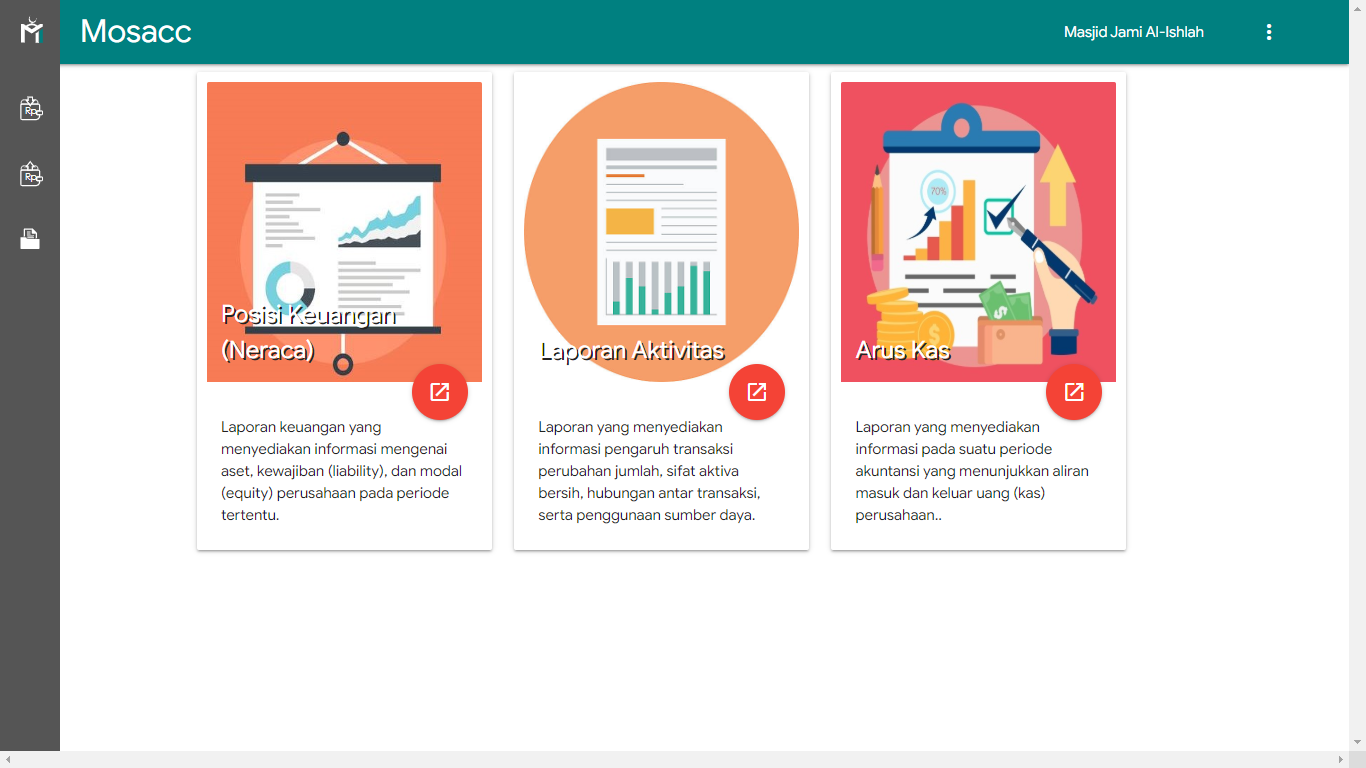 Mosacc
Masjid Jami Al-Ishlah
Rp
Rp
70%
Posisi Keuangan
(Neraca)
Laporan Aktivitas
Arus Kas
Laporan keuangan yang
menyediakan informasi mengenai
aset, kewajiban (liability), dan modal
(equity) perusahaan pada periode
tertentu.
Laporan yang menyediakan
informasi pengaruh transaksi
perubahan jumlah, sifat aktiva
bersih, hubungan antar transaksi,
serta penggunaan sumber daya.
Laporan yang menyediakan
informasi pada suatu periode
akuntansi yang menunjukkan aliran
masuk dan keluar uang (kas)
perusahaan..